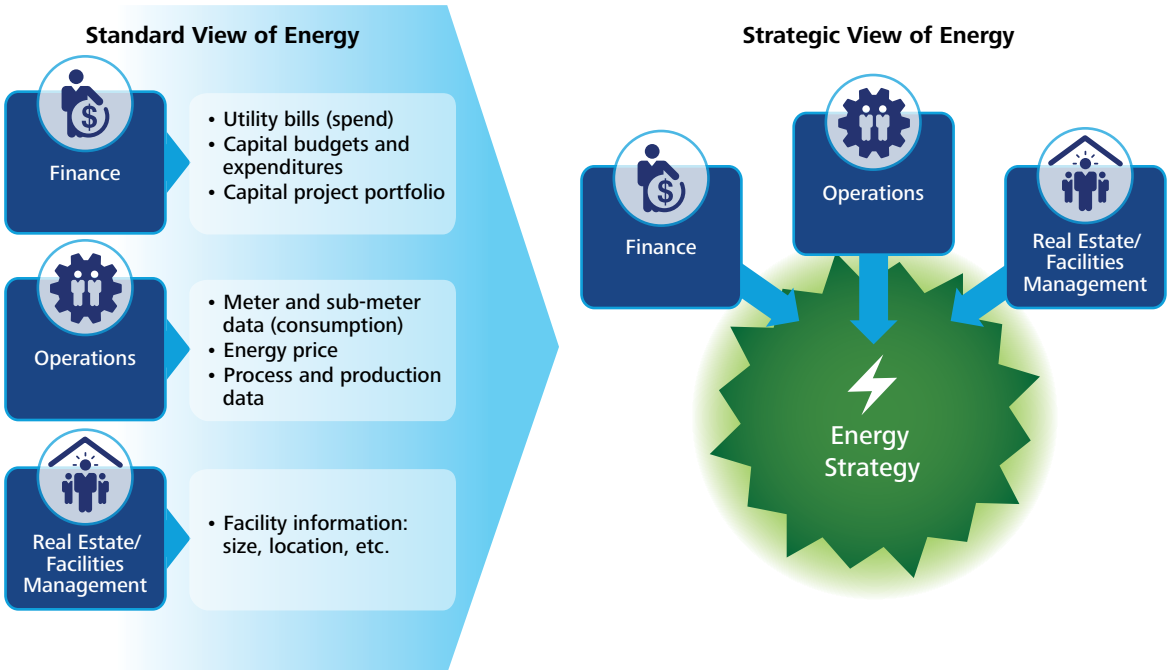 Standard View of Energy
Finance
• Utility bills (spend)
• Capital budgets and
expenditures
• Capital project portfolio
Operations
• Meter and sub-meter
data (consumption)
• Energy price
• Process and production
data
Real Estate/
Facilities
Management
• Facility information:
size, location, etc.
Strategic View of Energy
$
Finance
Operations
Real Estate/
Facilities
Management
Energy
Strategy